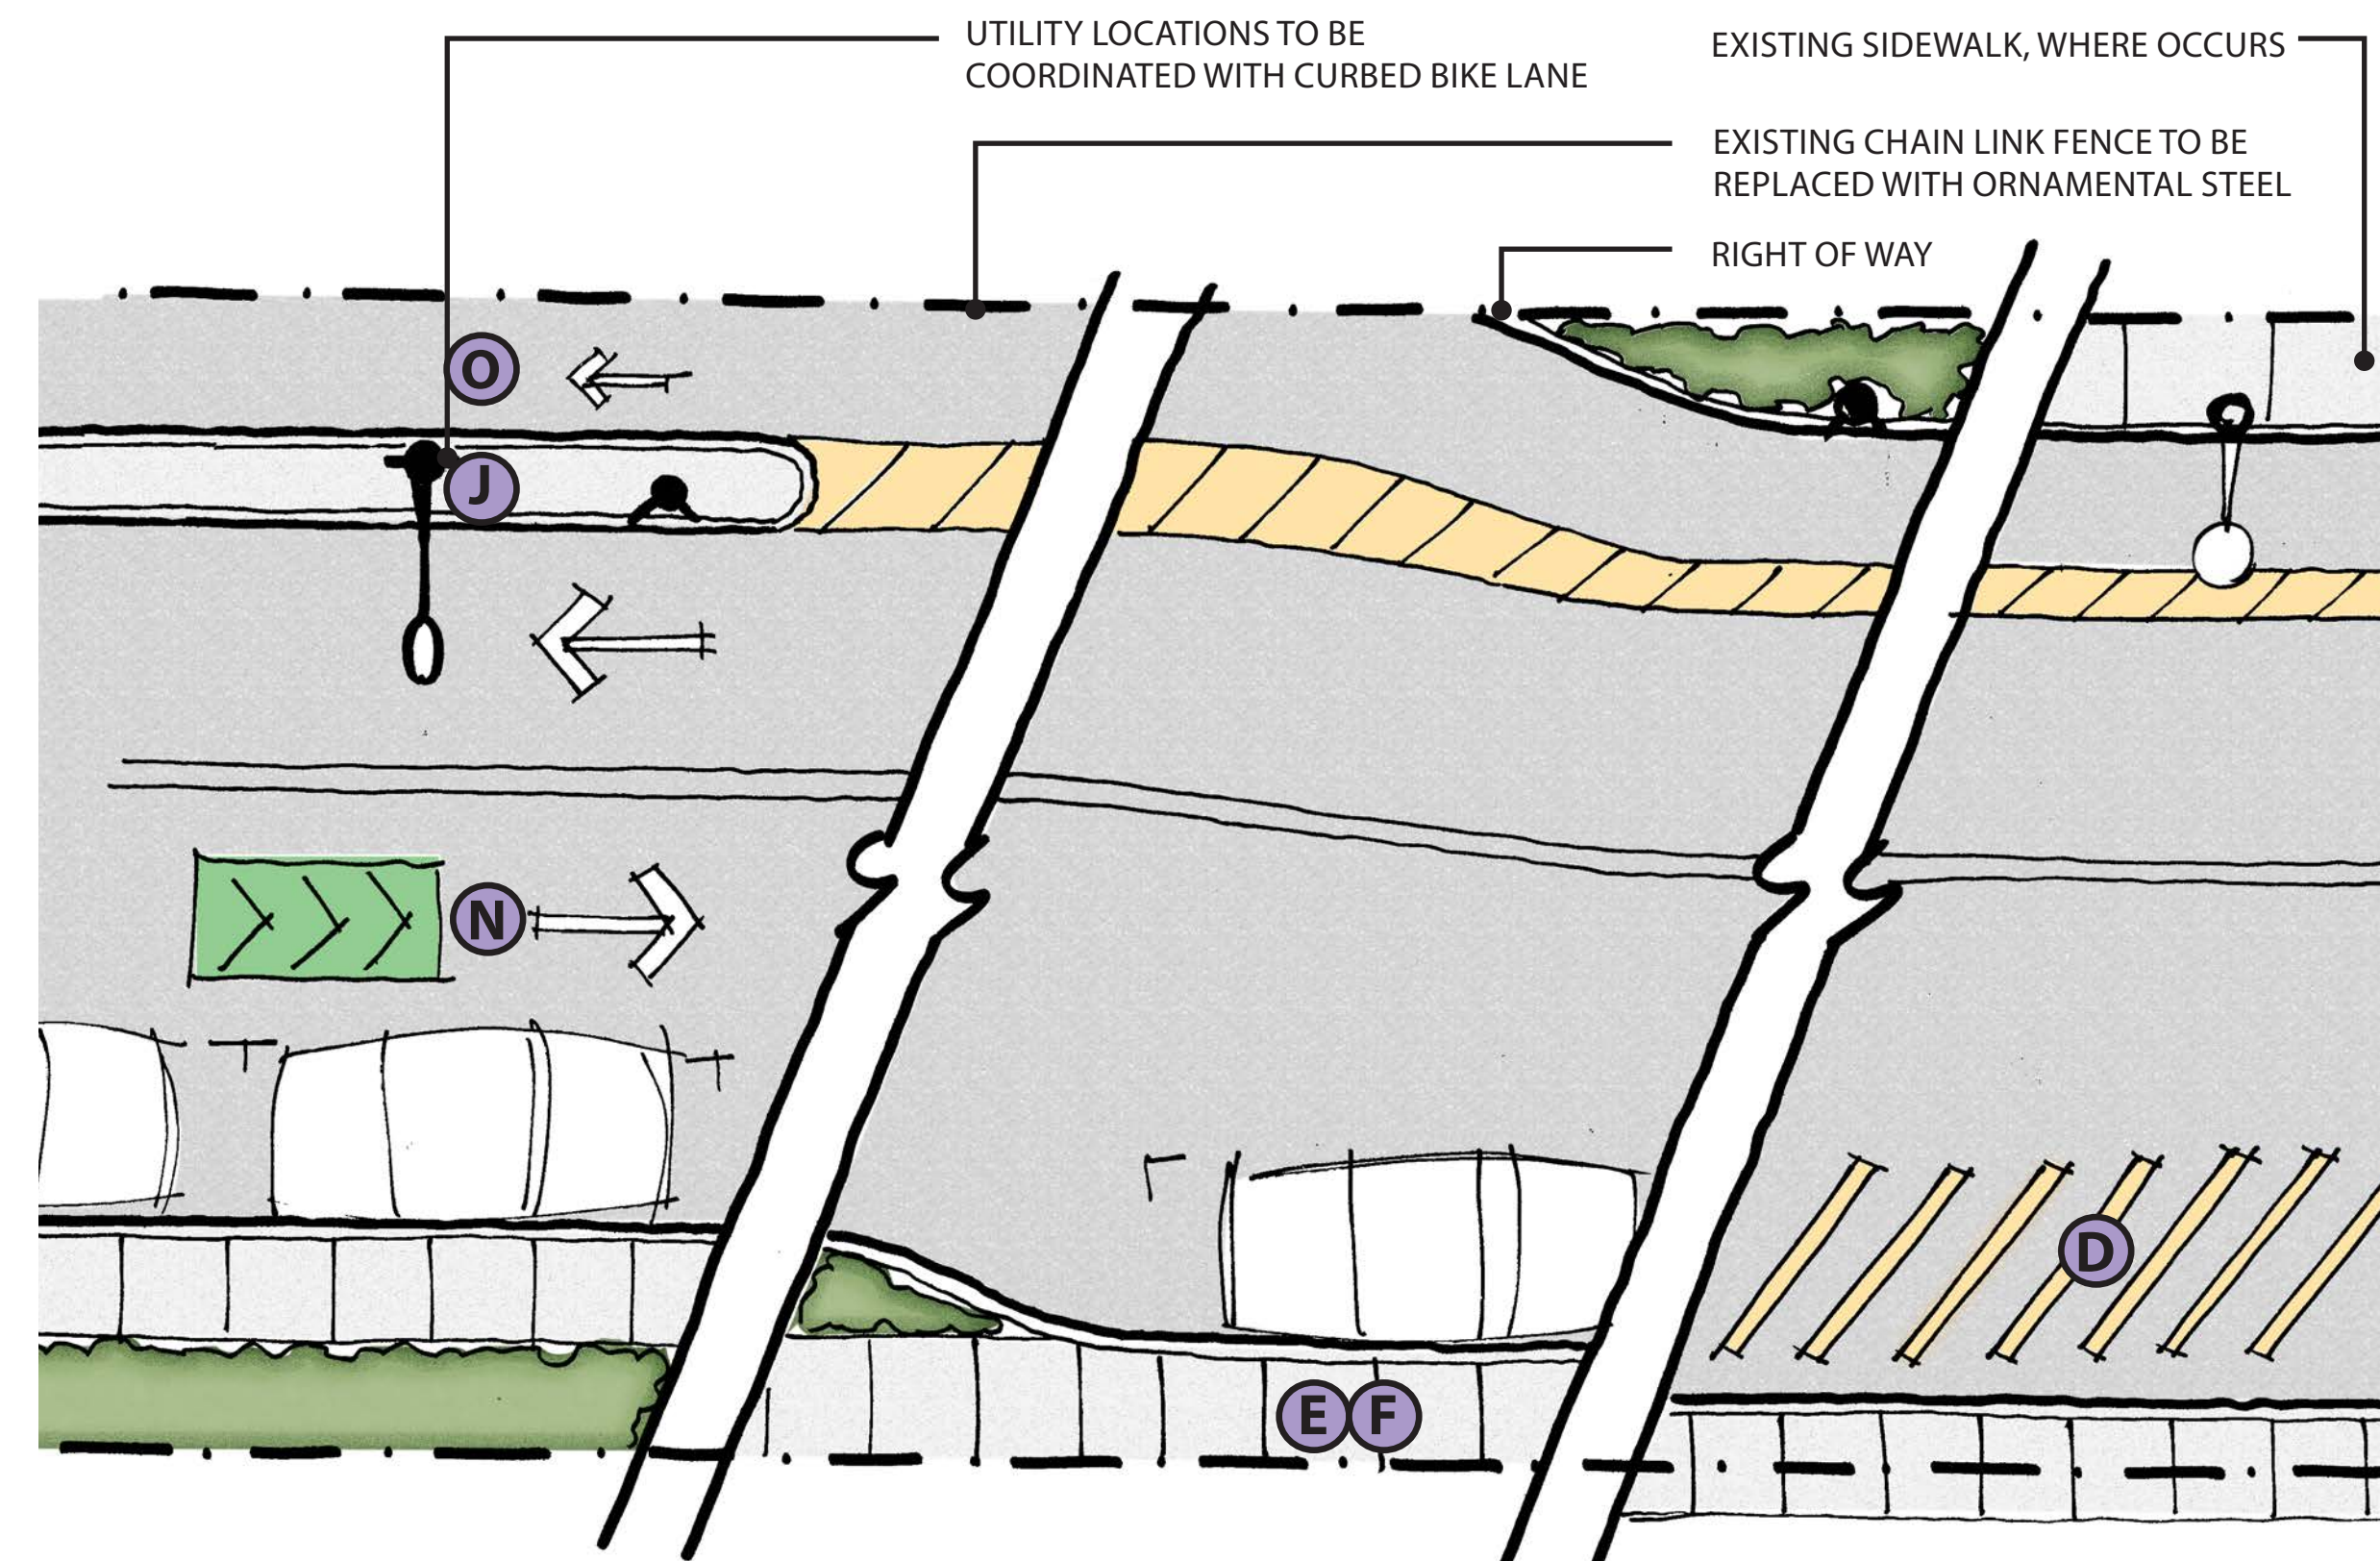 UTILITY LOCATIONS TO BE
COORDINATED WITH CURBED BIKE LANE
EXISTING SIDEWALK, WHERE OCCURS
EXISTING CHAIN LINK FENCE TO BE
REPLACED WITH ORNAMENTAL STEEL
RIGHT OF WAY
O
J
N
D
E F